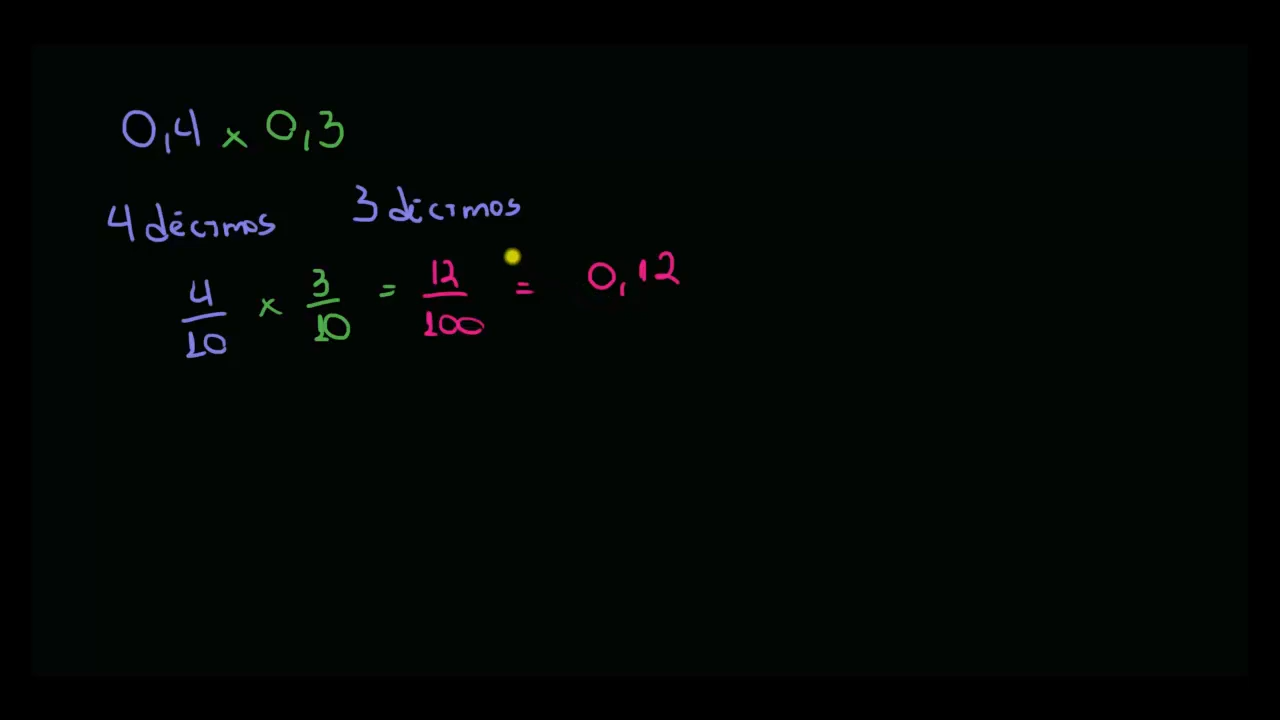 0,4 × 0,3
4 décimos 3 décimos
4/10 × 3/10 = 12/100 = 0,12